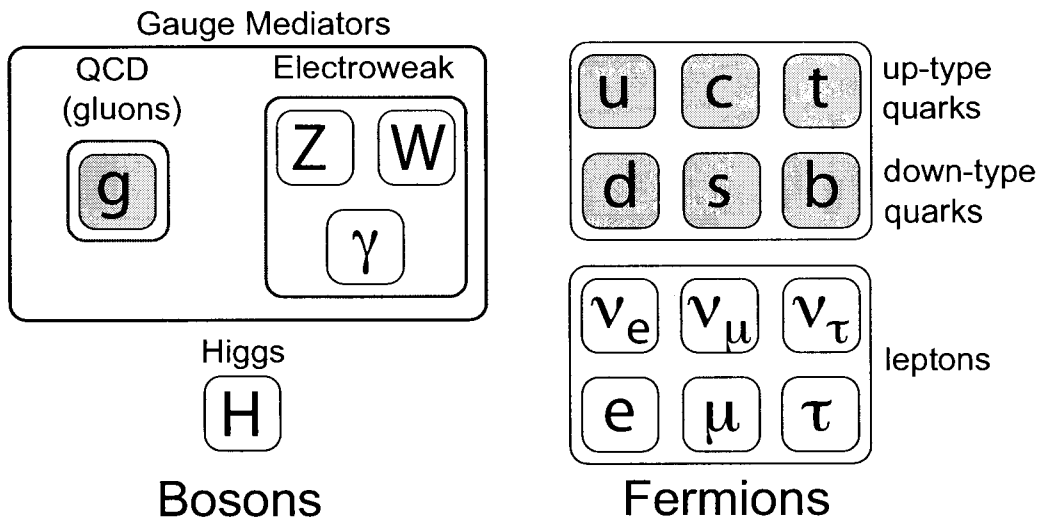 Gauge Mediators
QCD
(gluons)
Electroweak
g
Z W
γ
Higgs
H
Bosons
u c t
up-type
quarks
d s b
down-type
quarks
νe νμ ντ
e μ τ
leptons
Fermions